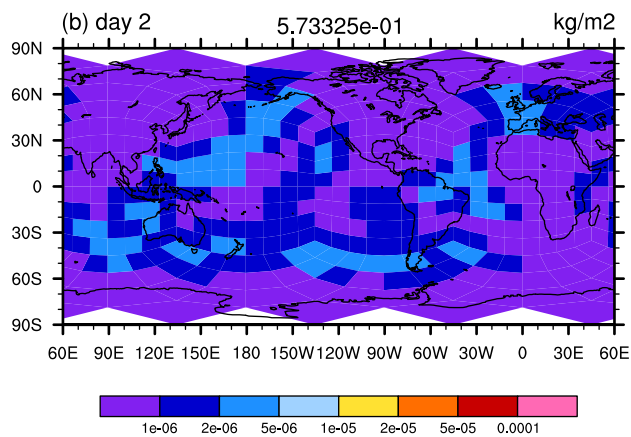 (b) day 2 5.73325e-01 kg/m2
90N
60N
30N
0
30S
60S
90S
60E 90E 120E 150E 180 150W 120W 90W 60W 30W 0 30E 60E
1e-06 2e-06 5e-06 1e-05 2e-05 5e-05 0.0001